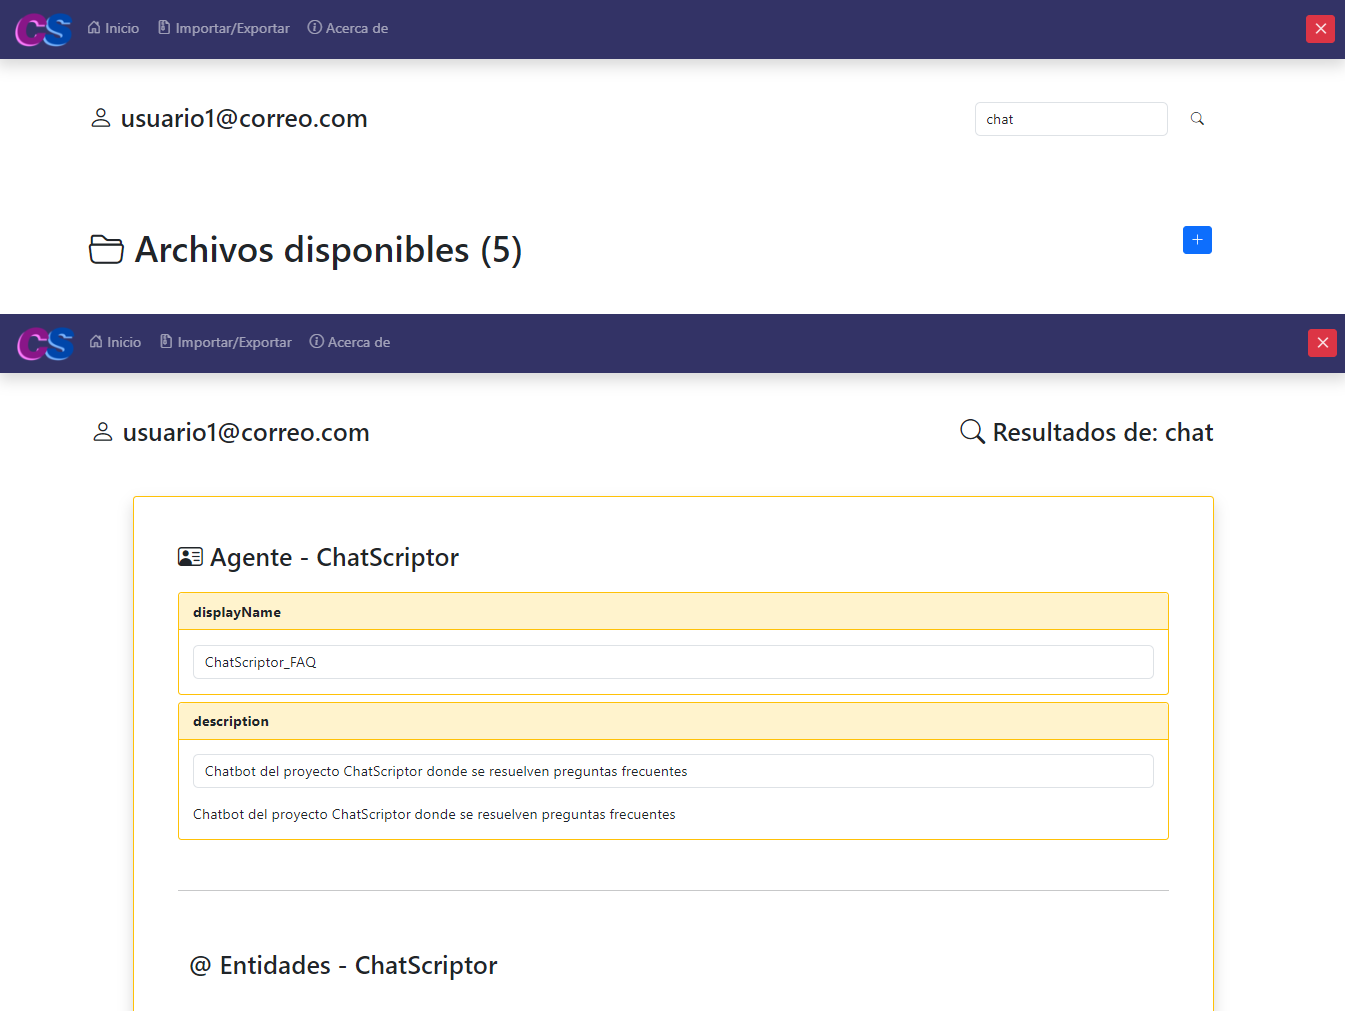 CS Inicio Importar/Exportar Acerca de
usuario1@correo.com
chat
Archivos disponibles (5)
CS Inicio Importar/Exportar Acerca de
usuario1@correo.com
Resultados de: chat
Agente - ChatScriptor
displayName
ChatScriptor_FAQ
description
Chatbot del proyecto ChatScriptor donde se resuelven preguntas frecuentes
Chatbot del proyecto ChatScriptor donde se resuelven preguntas frecuentes
@ Entidades - ChatScriptor